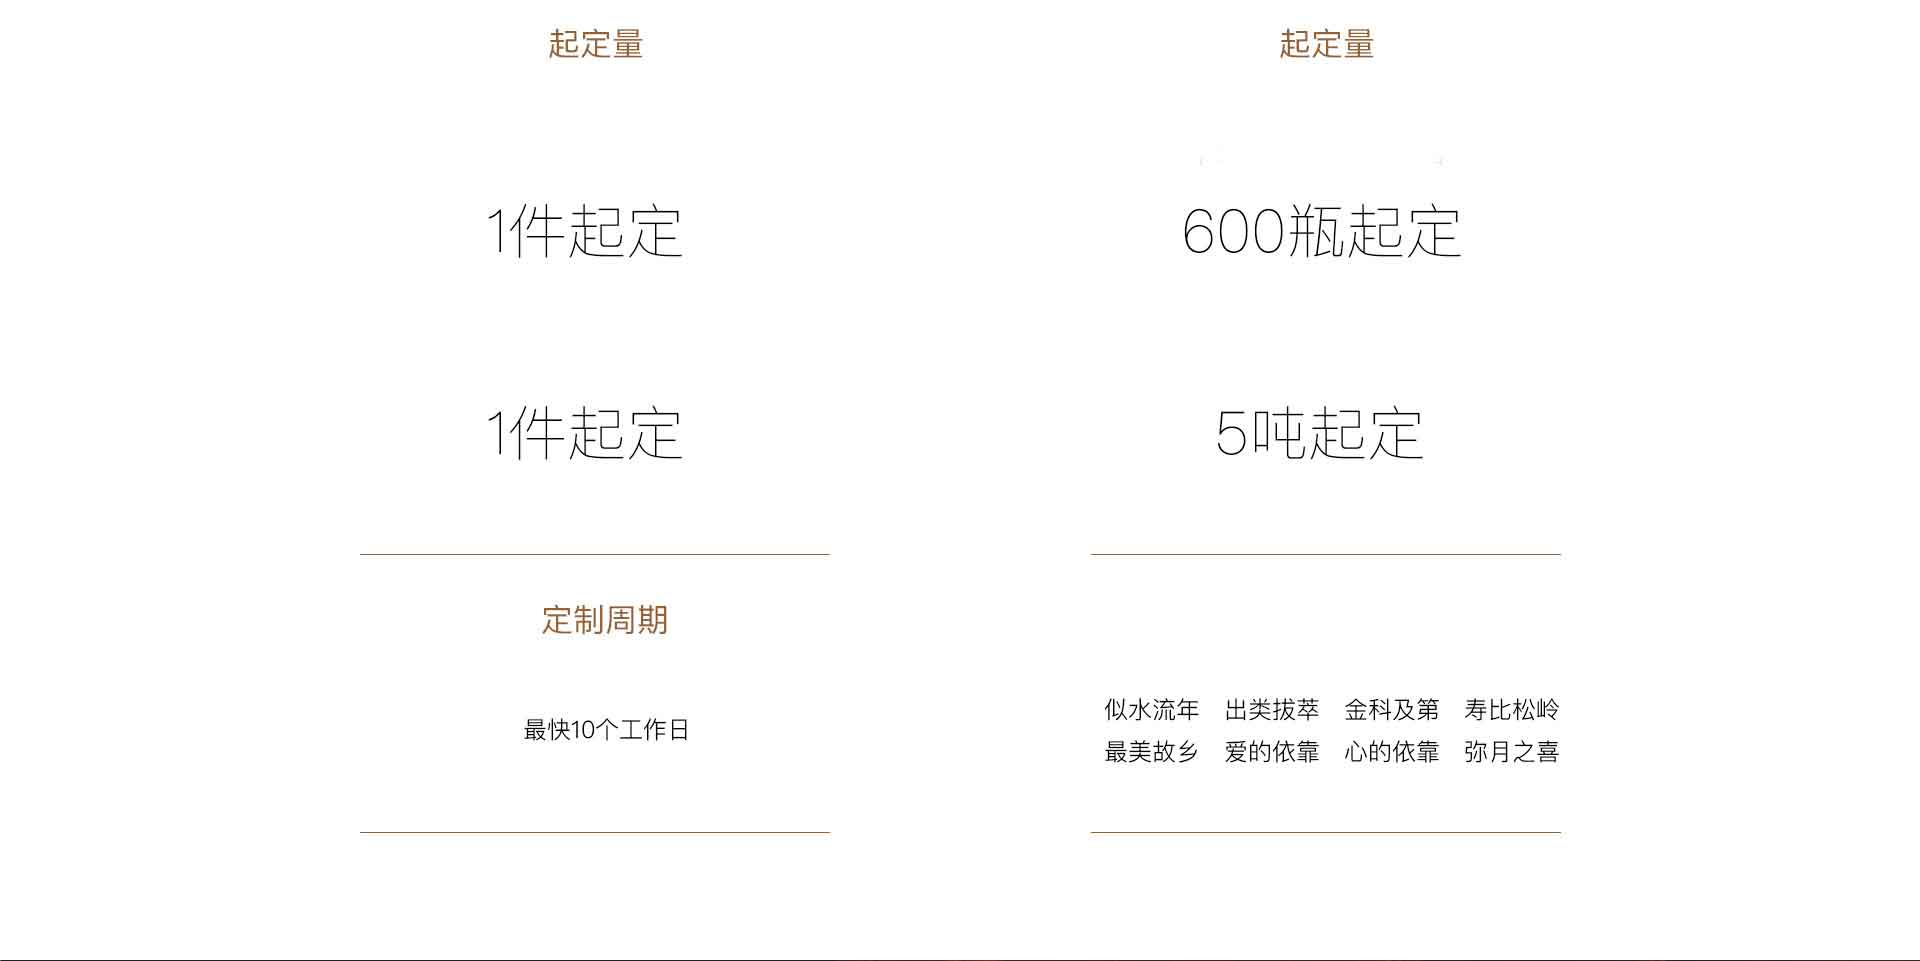 起定量
1件起定
1件起定
定制周期
最快10个工作日
起定量
600瓶起定
5吨起定
似水流年 出类拔萃 金科及第 寿比松岭
最美故乡 爱的依靠 心的依靠 弥月之喜